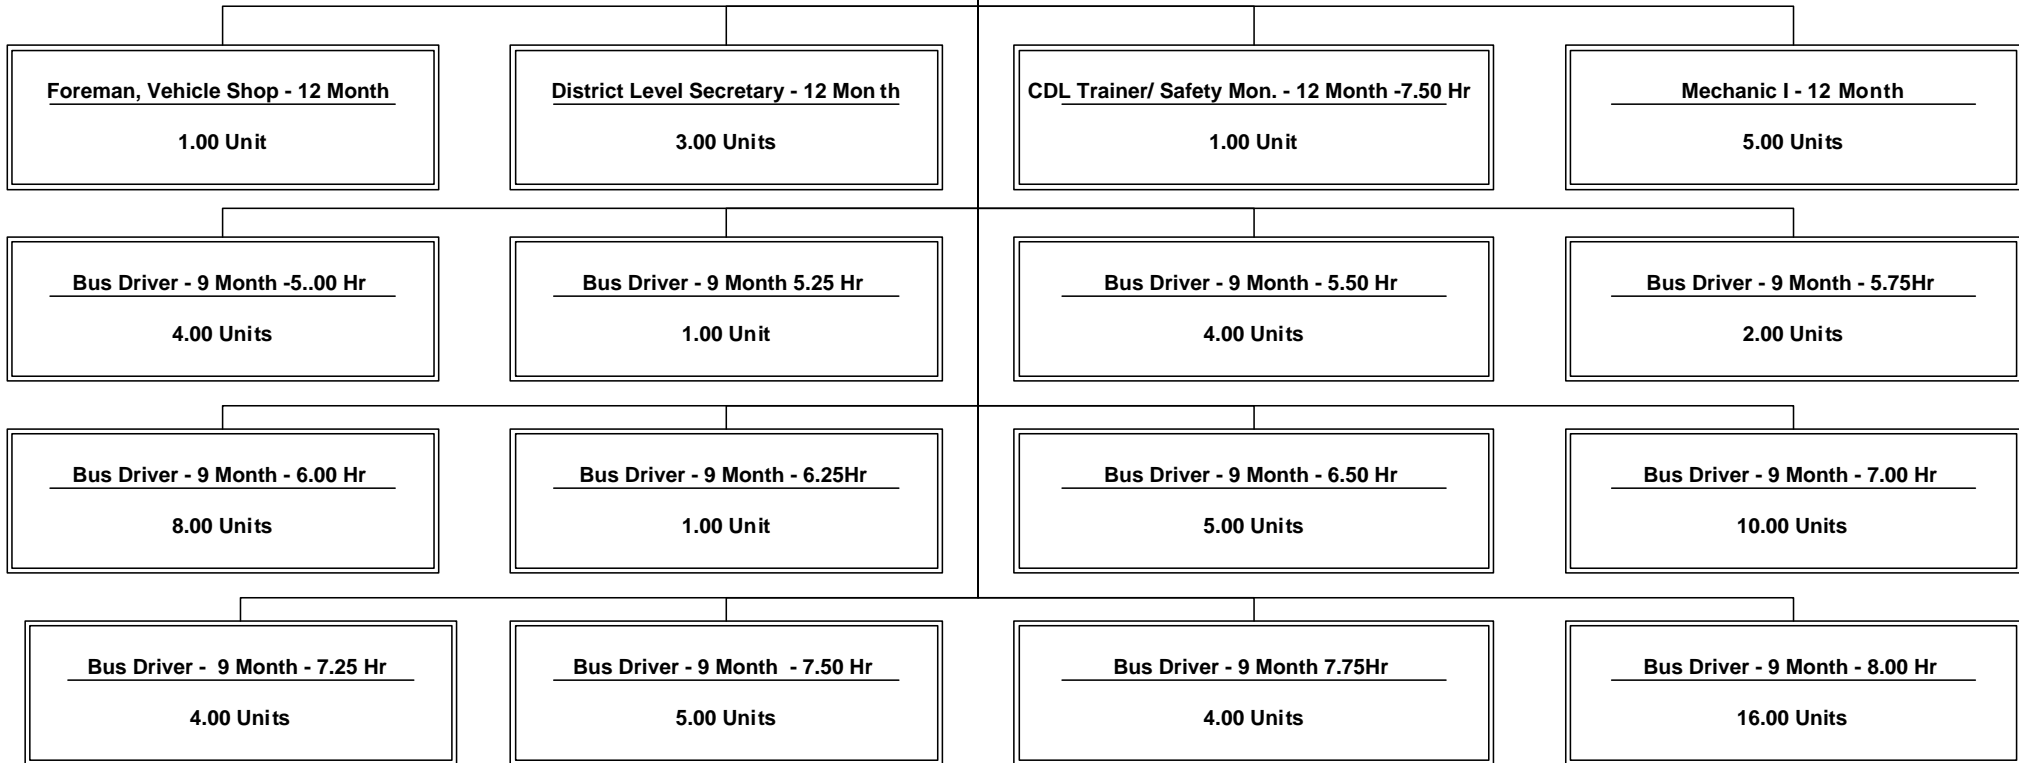 Foreman, Vehicle Shop - 12 Month
1.00 Unit
District Level Secretary - 12 Mon th
3.00 Units
CDL Trainer/ Safety Mon. - 12 Month -7.50 Hr
1.00 Unit
Mechanic I - 12 Month
5.00 Units
Bus Driver - 9 Month -5..00 Hr
4.00 Units
Bus Driver - 9 Month 5.25 Hr
1.00 Unit
Bus Driver - 9 Month - 5.50 Hr
4.00 Units
Bus Driver - 9 Month - 5.75Hr
2.00 Units
Bus Driver - 9 Month - 6.00 Hr
8.00 Units
Bus Driver - 9 Month - 6.25Hr
1.00 Unit
Bus Driver - 9 Month - 6.50 Hr
5.00 Units
Bus Driver - 9 Month - 7.00 Hr
10.00 Units
Bus Driver -  9 Month - 7.25 Hr
4.00 Units
Bus Driver - 9 Month  - 7.50 Hr
5.00 Units
Bus Driver - 9 Month 7.75Hr
4.00 Units
Bus Driver - 9 Month - 8.00 Hr
16.00 Units